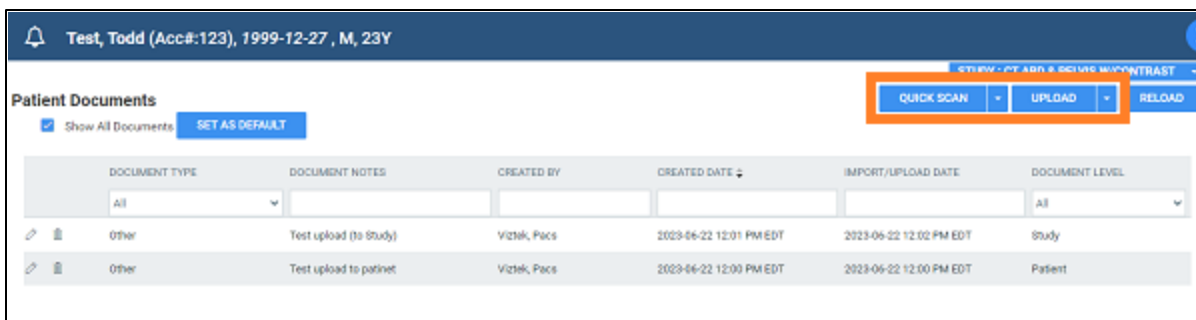 Test, Todd (Acc#:123), 1999-12-27 , M, 23Y
STUDY : CT ABD & PELVIS W/CONTRAST
Patient Documents
QUICK SCAN UPLOAD RELOAD
Show All Documents SET AS DEFAULT
DOCUMENT TYPE DOCUMENT NOTES CREATED BY CREATED DATE IMPORT/UPLOAD DATE DOCUMENT LEVEL
All All
Other Test upload (to Study) Viztek, Pacs 2023-06-22 12:01 PM EDT 2023-06-22 12:02 PM EDT Study
Other Test upload to patinet Viztek, Pacs 2023-06-22 12:00 PM EDT 2023-06-22 12:00 PM EDT Patient